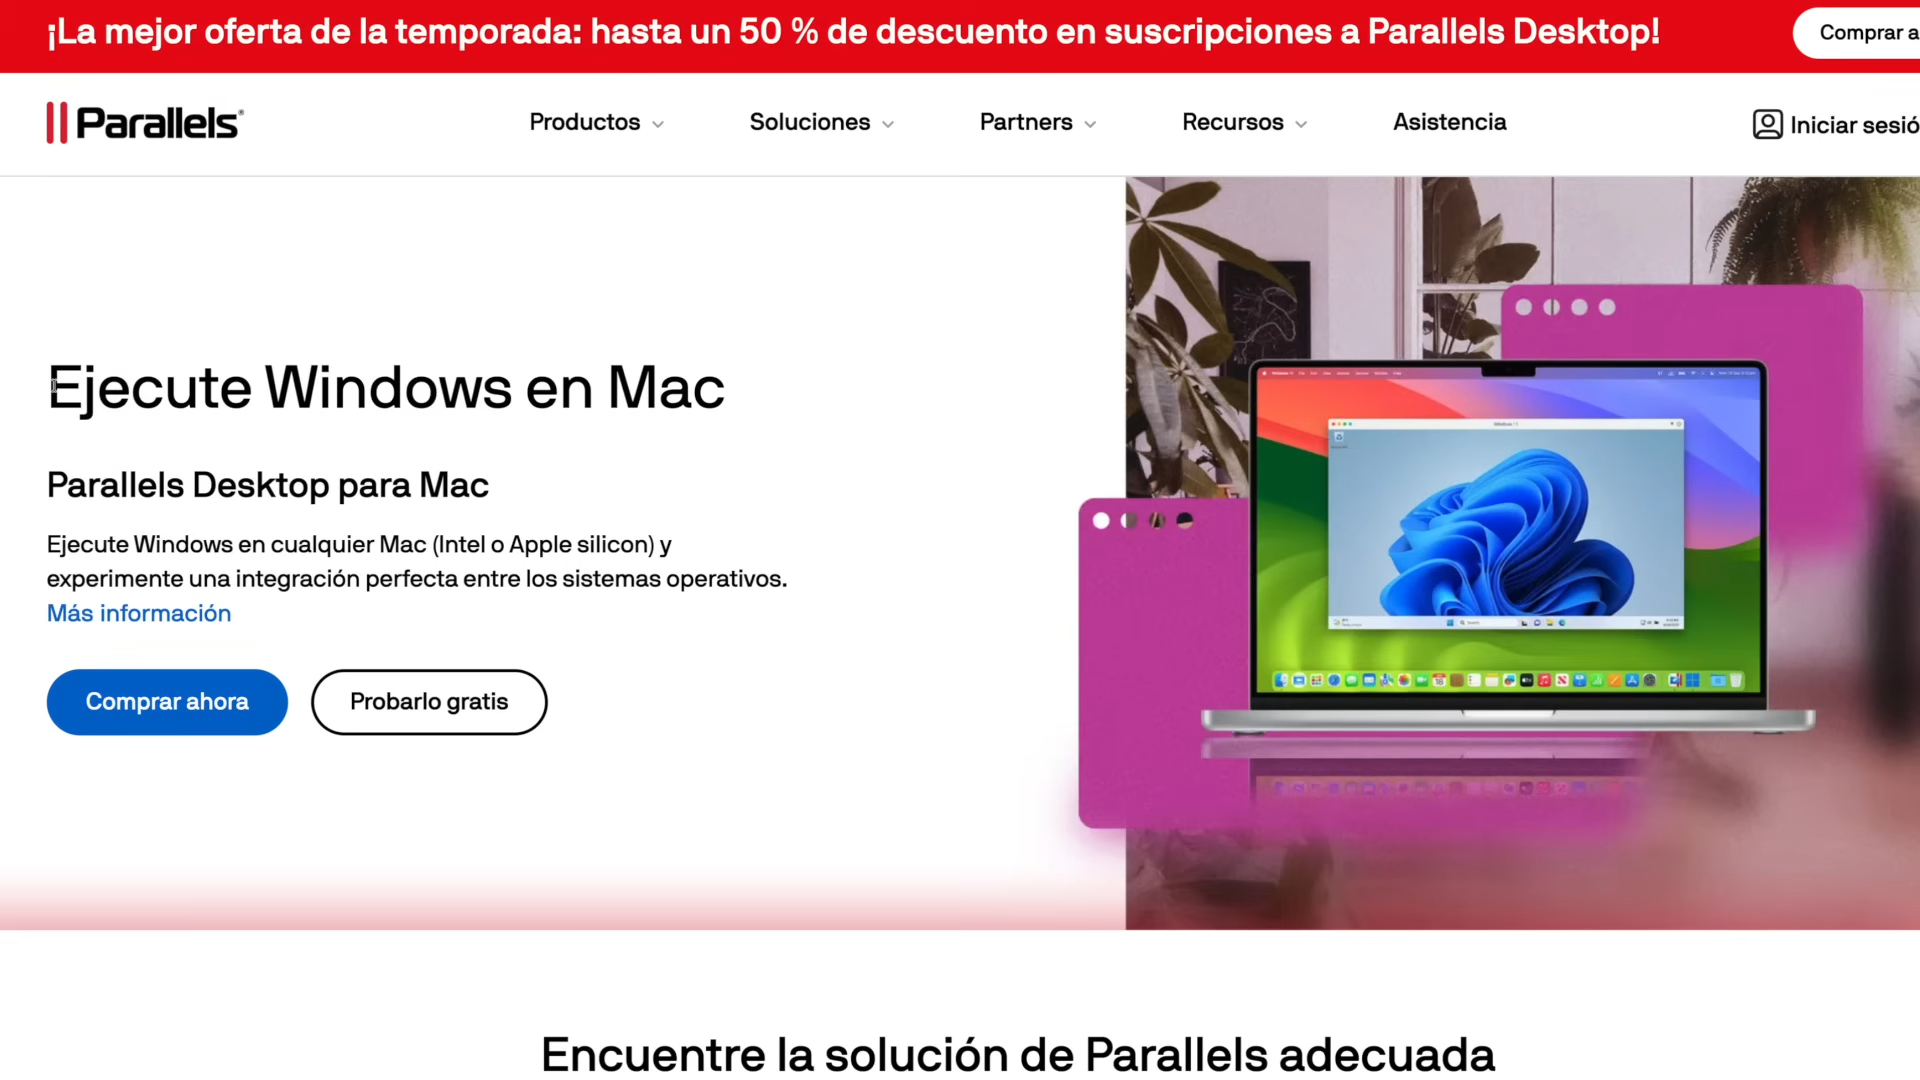 ¡La mejor oferta de la temporada: hasta un 50 % de descuento en suscripciones a Parallels Desktop!
Comprar a
Parallels®
Productos
Soluciones
Partners
Recursos
Asistencia
Iniciar sesió
Ejecute Windows en Mac
Parallels Desktop para Mac
Ejecute Windows en cualquier Mac (Intel o Apple silicon) y
experimente una integración perfecta entre los sistemas operativos.
Más información
Comprar ahora
Probarlo gratis
Encuentre la solución de Parallels adecuada